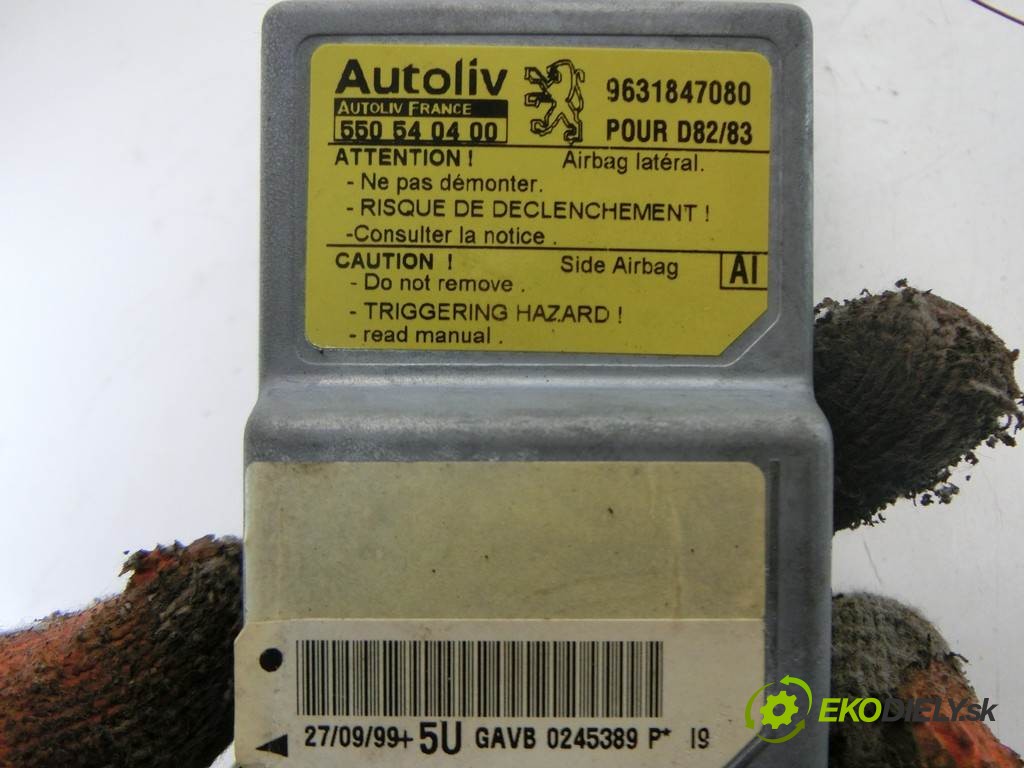 Autoliv
AUTOLIV FRANCE
550 54 04 00
9631847080
POUR D82/83
ATTENTION ! Airbag latéral.
- Ne pas démonter.
- RISQUE DE DECLENCHEMENT !
-Consulter la notice .
CAUTION ! Side Airbag AI
- Do not remove .
- TRIGGERING HAZARD !
- read manual .
27/09/99+5U GAVB 0245389 P* I9
EKODIELY.sk